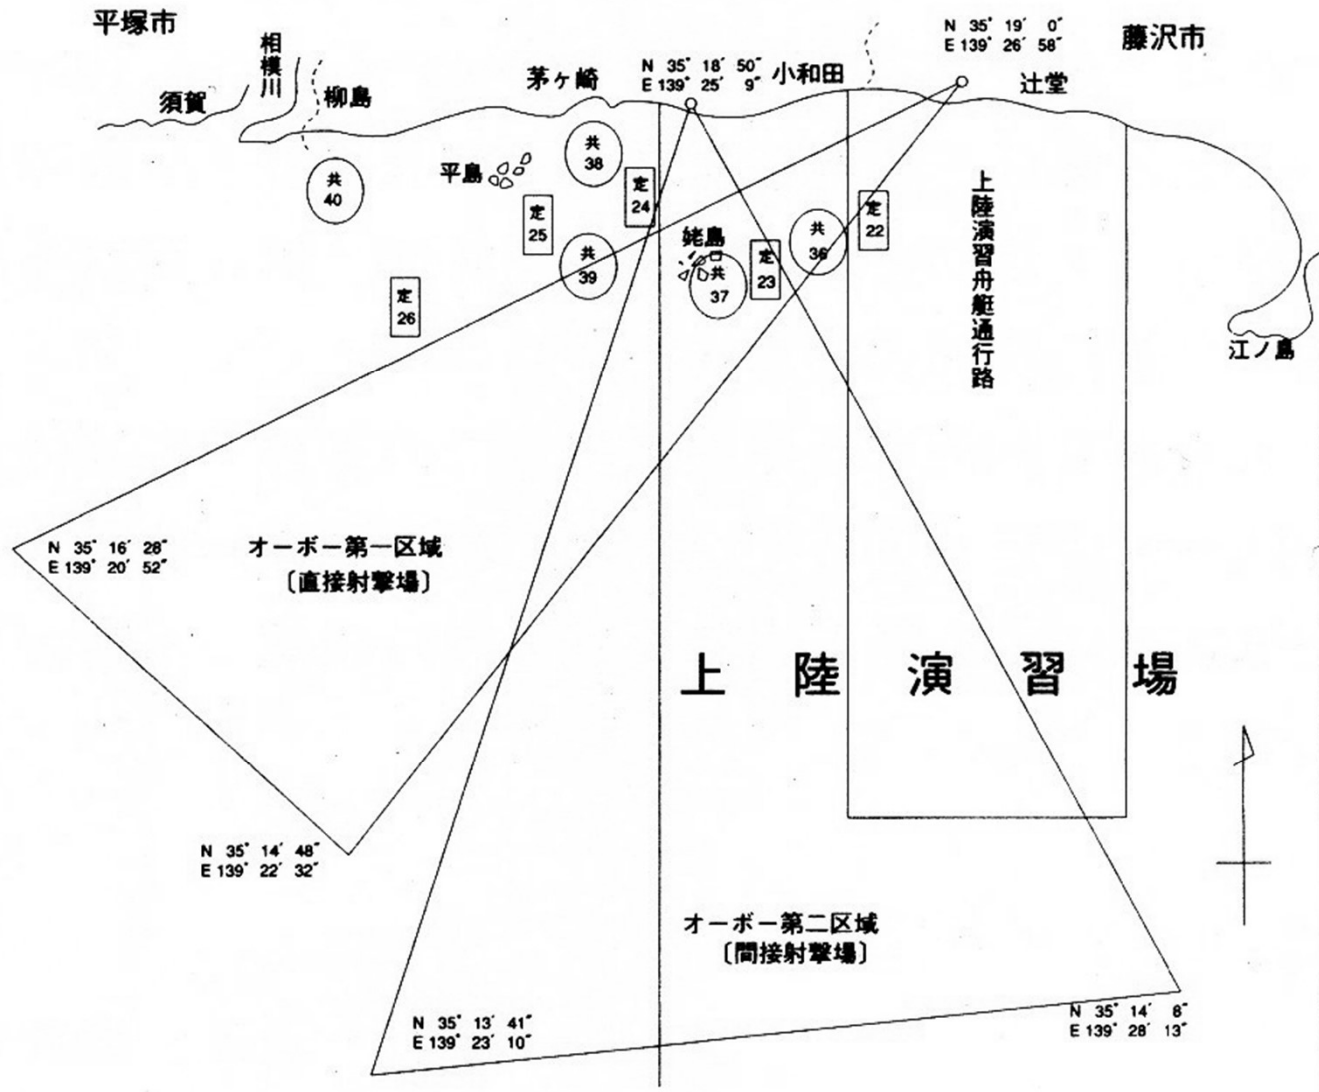 平塚市
相模川
須賀
柳島
茅ヶ崎
N 35° 18′ 50″
E 139° 25′ 9″
小和田
N 35° 19′ 0″
E 139° 26′ 58″
藤沢市
辻堂
共
40
平島
共
38
定
24
定
25
共
39
定
26
姥島
共
37
定
23
共
36
定
22
上陸演習舟艇通行路
江ノ島
N 35° 16′ 28″
E 139° 20′ 52″
オーボー第一区域
〔直接射撃場〕
上陸演習場
N 35° 14′ 48″
E 139° 22′ 32″
オーボー第二区域
〔間接射撃場〕
N 35° 13′ 41″
E 139° 23′ 10″
N 35° 14′ 8″
E 139° 28′ 13″